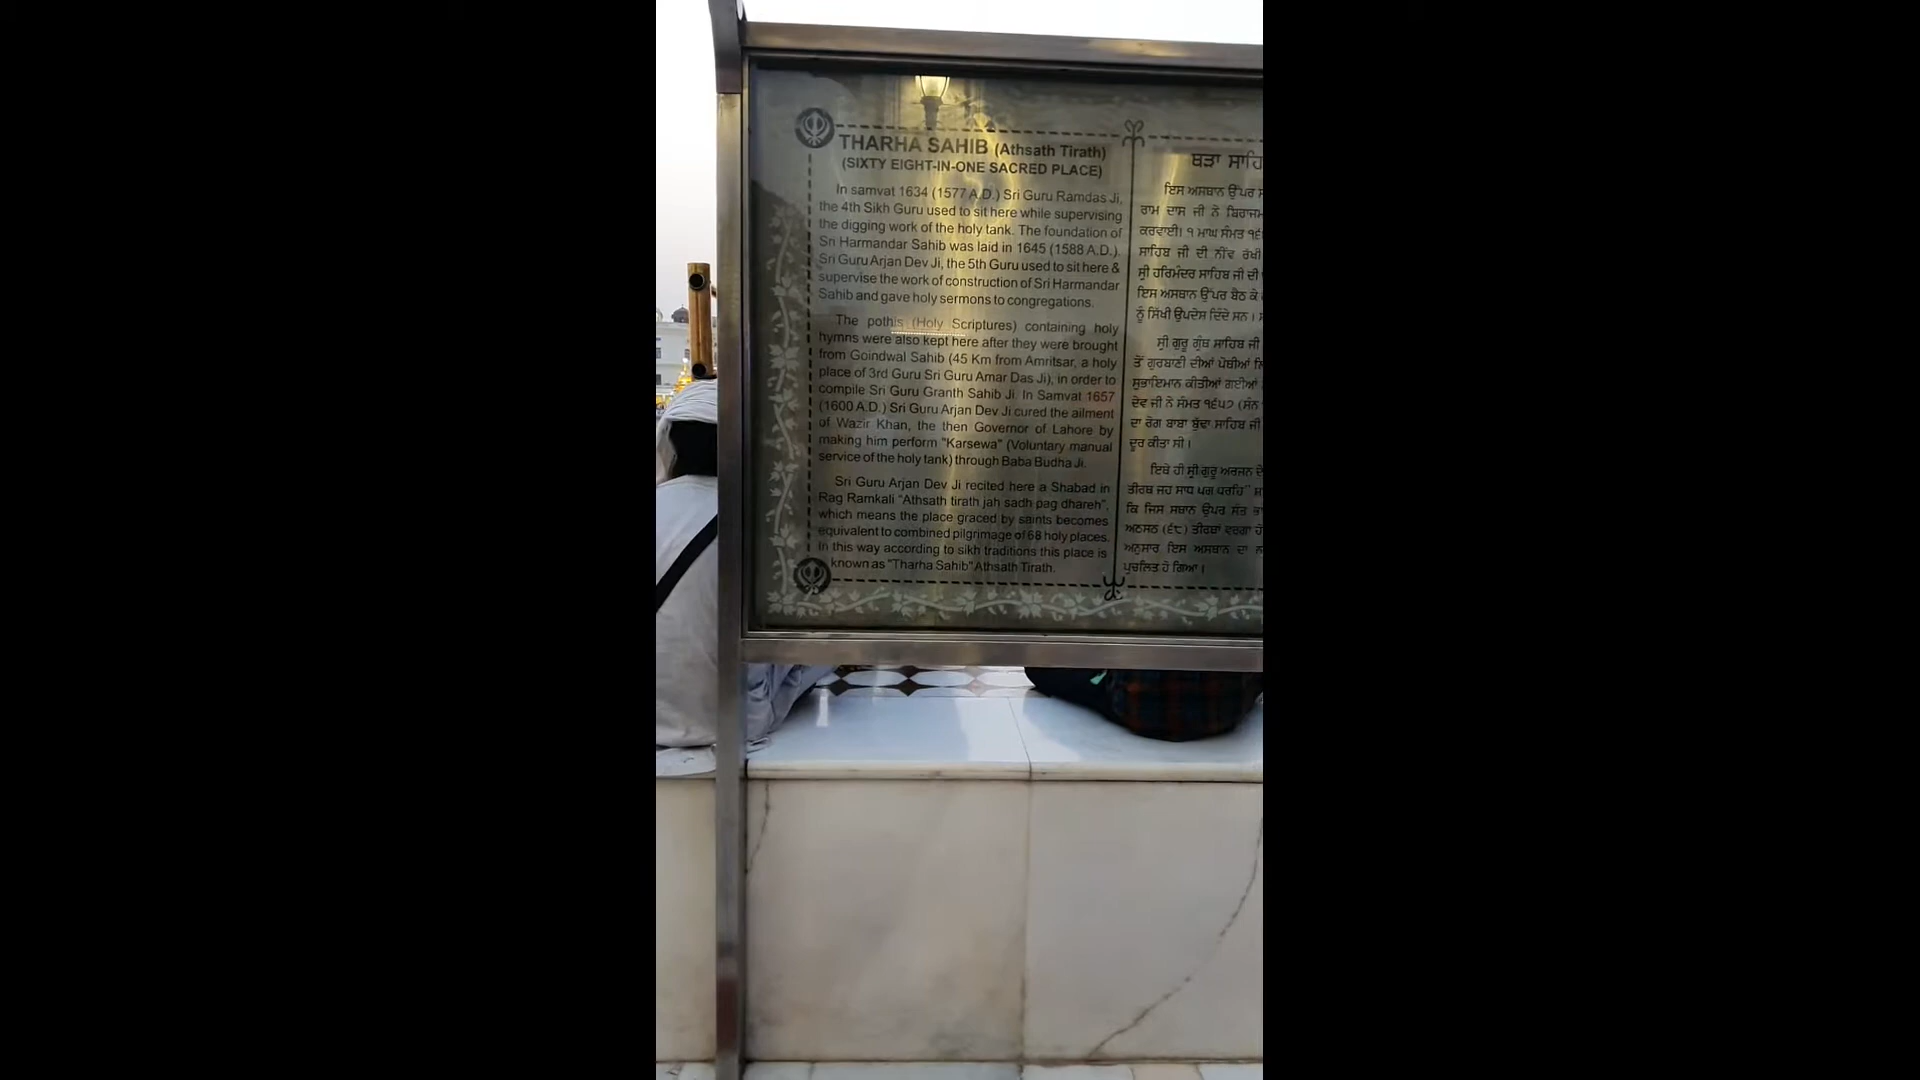 THARHA SAHIB (Athsath Tirath)
(SIXTY EIGHT-IN-ONE SACRED PLACE)
In samvat 1634 (1577 A.D.) Sri Guru Ramdas Ji,
the 4th Sikh Guru used to sit here while supervising
the digging work of the holy tank. The foundation of
Sri Harmandar Sahib was laid in 1645 (1588 A.D.).
Sri Guru Arjan Dev Ji, the 5th Guru used to sit here &
supervise the work of construction of Sri Harmandar
Sahib and gave holy sermons to congregations.
The pothis (Holy Scriptures) containing holy
hymns were also kept here after they were brought
from Goindwal Sahib (45 Km from Amritsar, a holy
place of 3rd Guru Sri Guru Amar Das Ji), in order to
compile Sri Guru Granth Sahib Ji. In Samvat 1657
(1600 A.D.) Sri Guru Arjan Dev Ji cured the ailment
of Wazir Khan, the then Governor of Lahore by
making him perform "Karsewa" (Voluntary manual
service of the holy tank) through Baba Budha Ji.
Sri Guru Arjan Dev Ji recited here a Shabad in
Rag Ramkali "Athsath tirath jah sadh pag dhareh",
which means the place graced by saints becomes
equivalent to combined pilgrimage of 68 holy places.
In this way according to sikh traditions this place is
known as "Tharha Sahib" Athsath Tirath.
ਥੜਾ
ਇਸ ਅਸਥਾਨ ਉੱਪਰ
ਰਾਮ ਦਾਸ ਜੀ ਨੇ
ਕਰਵਾਈ। ੧ ਮਾਘ ਸੰਮਤ
ਸਾਹਿਬ ਜੀ ਦੀ ਨੀਂਵ ਰੱਖੀ
ਸ੍ਰੀ ਹਰਿਮੰਦਰ ਸਾਹਿਬ ਜੀ ਦੀ
ਇਸ ਅਸਥਾਨ ਉੱਪਰ ਬੈਠ ਕੇ
ਨੂੰ ਸਿੱਖੀ ਉਪਦੇਸ ਦਿੰਦੇ ਸਨ।
ਸ੍ਰੀ ਗੁਰੂ ਗ੍ਰੰਥ ਸਾਹਿਬ ਜੀ
ਤੋਂ ਗੁਰਬਾਣੀ ਦੀਆਂ ਪੋਥੀਆਂ
ਸੁਭਾਇਮਾਨ ਕੀਤੀਆਂ ਗਈਆਂ
ਦੇਵ ਜੀ ਨੇ ਸੰਮਤ ੧੬੫੭ (ਸੰਨ
ਦਾ ਰੋਗ ਬਾਬਾ ਬੁੱਢਾ ਸਾਹਿਬ ਜੀ
ਦੂਰ ਕੀਤਾ ਸੀ।
ਇਥੇ ਹੀ ਸ੍ਰੀ ਗੁਰੂ ਅਰਜਨ
ਤੀਰਥ ਜਹ ਸਾਧ ਪਗ ਧਰਹਿ"
ਕਿ ਜਿਸ ਸਥਾਨ ਉਪਰ ਸੰਤ
ਅਠਸਠ (੬੮) ਤੀਰਥਾਂ ਵਰਗਾ
ਅਨੁਸਾਰ ਇਸ ਅਸਥਾਨ ਦਾ
ਪ੍ਰਚਲਿਤ ਹੋ ਗਿਆ।